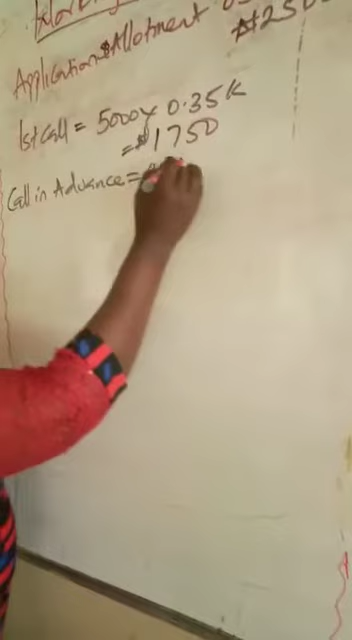 Application & Allotment
₦250
1st call = 5000 x 0.35K
= ₦1750
Call in Advance =